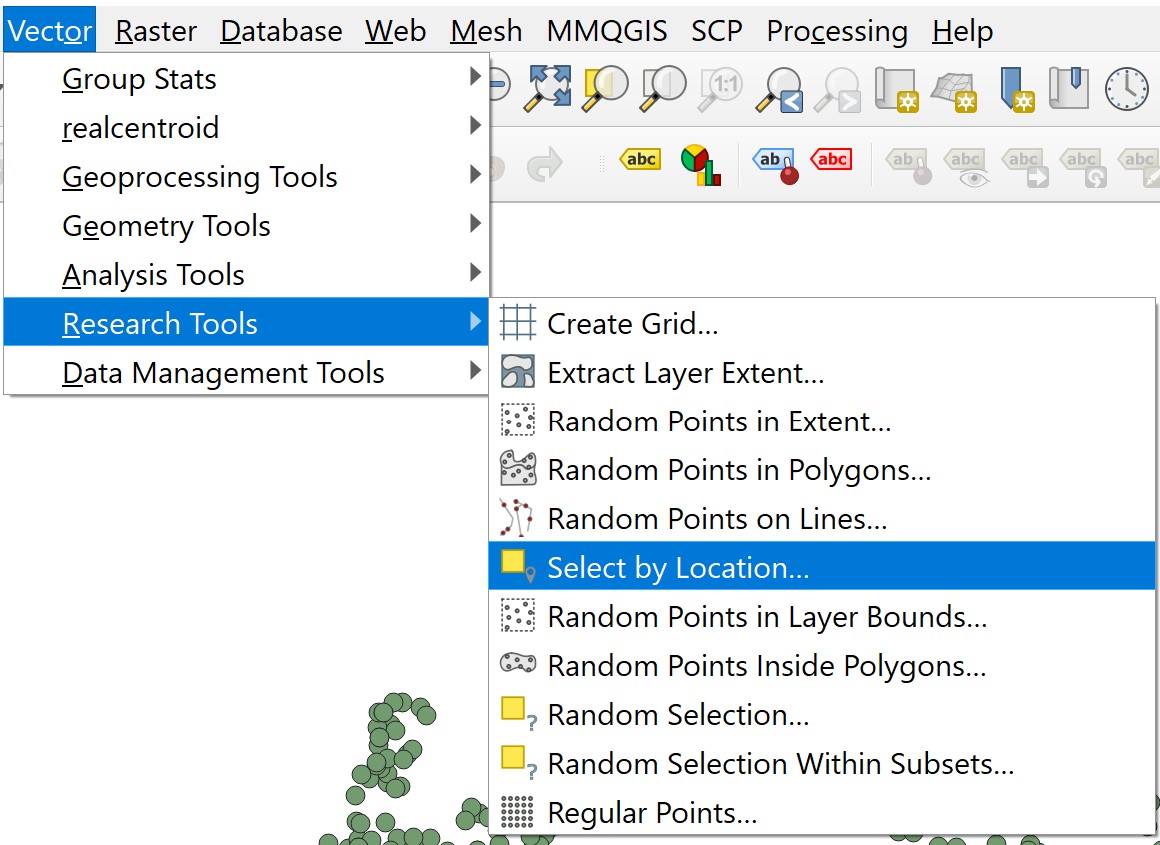 Vector Raster Database Web Mesh MMQGIS SCP Processing Help
Group Stats
realcentroid
Geoprocessing Tools
Geometry Tools
Analysis Tools
Research Tools
Data Management Tools
1:1
abc ab abc ab abc abc abc abc
Create Grid...
Extract Layer Extent...
Random Points in Extent...
Random Points in Polygons...
Random Points on Lines...
Select by Location...
Random Points in Layer Bounds...
Random Points Inside Polygons...
Random Selection...
Random Selection Within Subsets...
Regular Points...